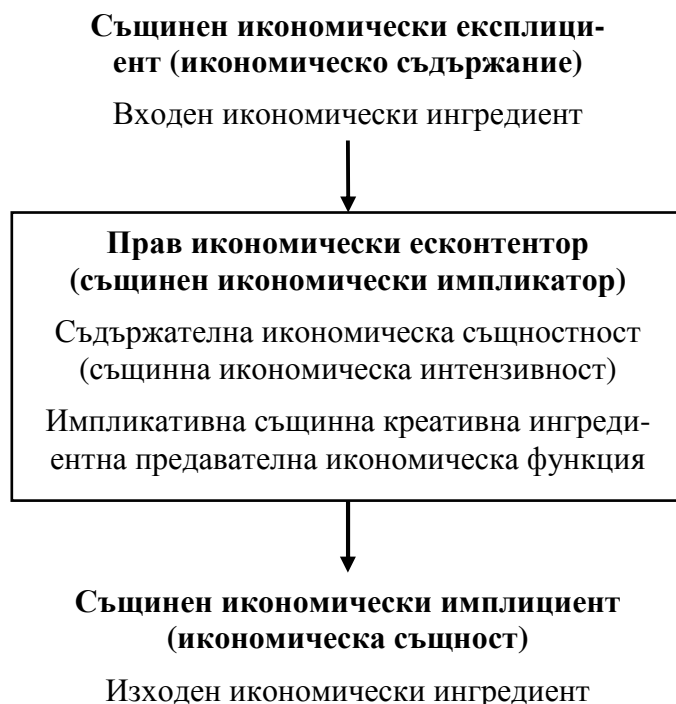 Същинен икономически експлици-
ент (икономическо съдържание)
Входен икономически ингредиент
Прав икономически есконтентор
(същинен икономически импликатор)
Съдържателна икономическа същностност
(същинна икономическа интензивност)
Импликативна същинна креативна ингреди-
ентна предавателна икономическа функция
Същинен икономически имплициент
(икономическа същност)
Изходен икономически ингредиент